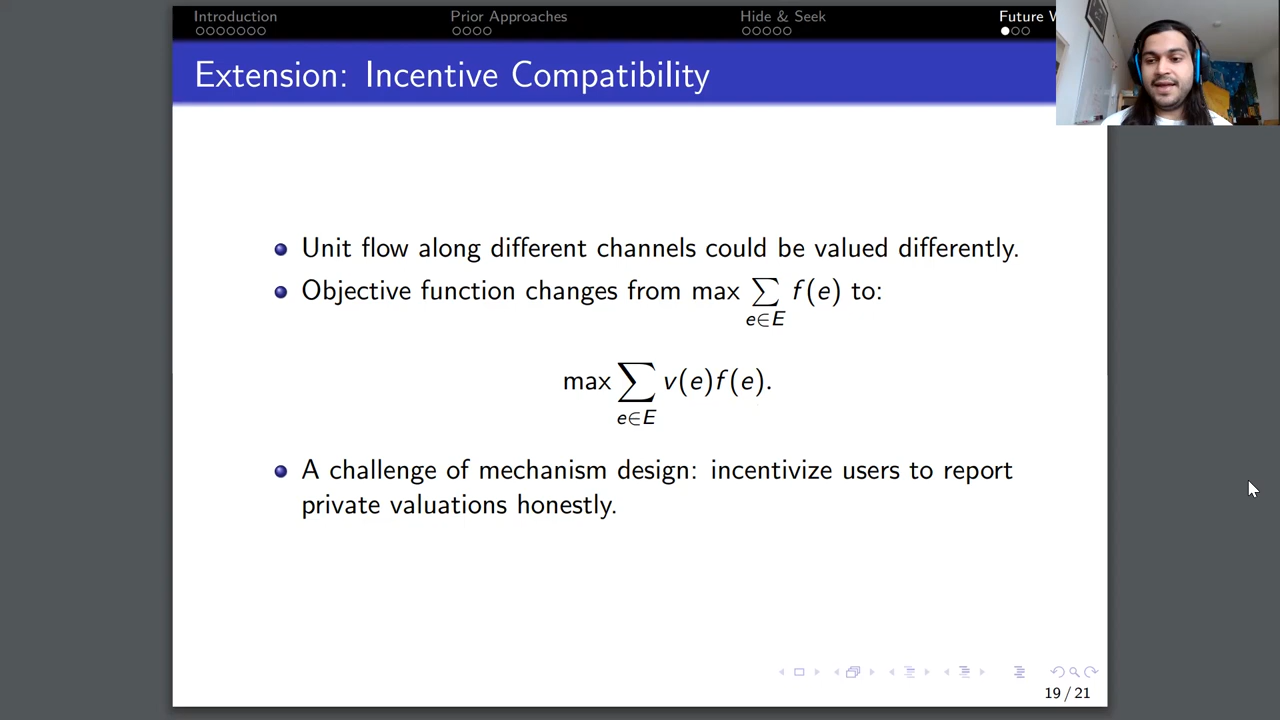 Introduction
Prior Approaches
Hide & Seek
Future W
Extension: Incentive Compatibility
Unit flow along different channels could be valued differently.
Objective function changes from max ∑ f(e) to:
e∈E
max ∑ v(e)f(e).
e∈E
A challenge of mechanism design: incentivize users to report
private valuations honestly.
19 / 21